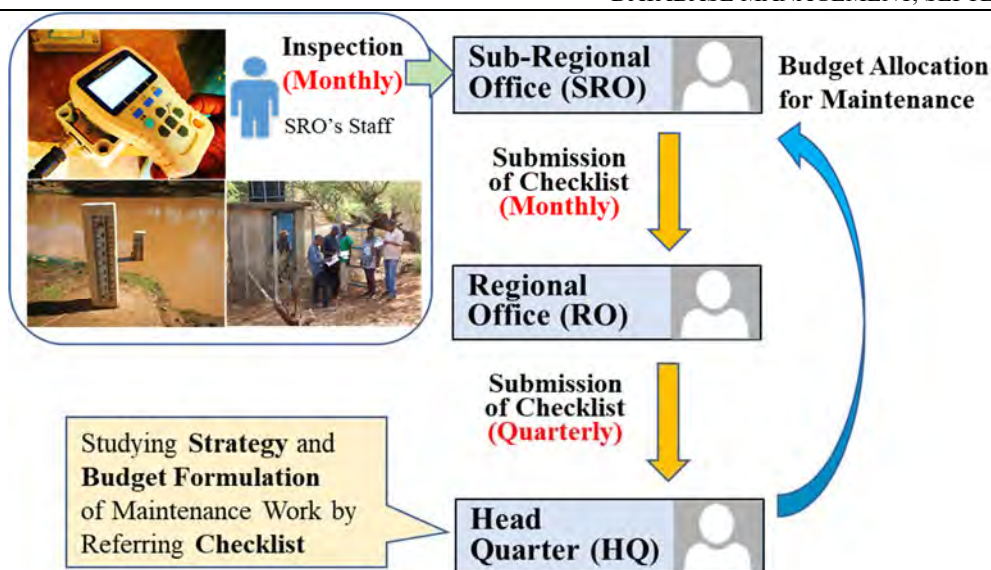 Inspection
(Monthly)
SRO's Staff
Sub-Regional
Office (SRO)
Budget Allocation
for Maintenance
Submission
of Checklist
(Monthly)
Regional
Office (RO)
Submission
of Checklist
(Quarterly)
Studying Strategy and
Budget Formulation
of Maintenance Work by
Referring Checklist
Head
Quarter (HQ)